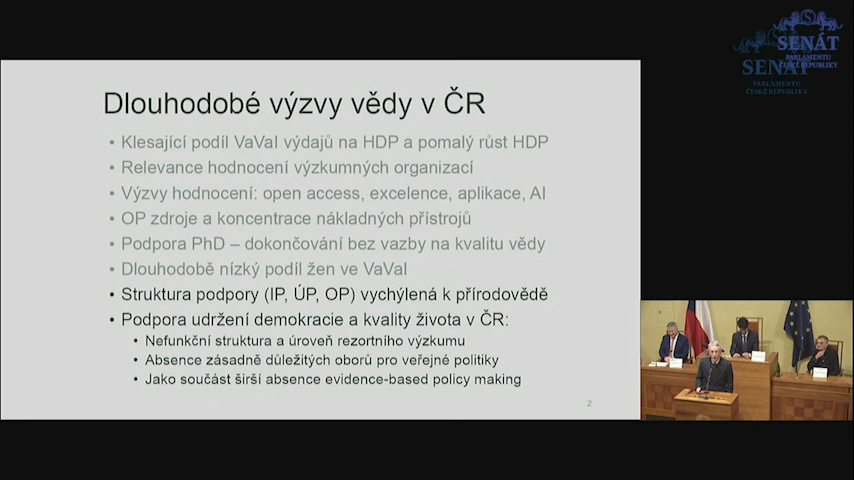 SENÁT
PARLAMENTU
ČESKÉ REPUBLIKY
SENÁT
PARLAMENTU
ČESKÉ REPUBLIKY
Dlouhodobé výzvy vědy v ČR
• Klesající podíl VaVaI výdajů na HDP a pomalý růst HDP
• Relevance hodnocení výzkumných organizací
• Výzvy hodnocení: open access, excelence, aplikace, AI
• OP zdroje a koncentrace nákladných přístrojů
• Podpora PhD – dokončování bez vazby na kvalitu vědy
• Dlouhodobě nízký podíl žen ve VaVaI
• Struktura podpory (IP, ÚP, OP) vychýlená k přírodovědě
• Podpora udržení demokracie a kvality života v ČR:
• Nefunkční struktura a úroveň rezortního výzkumu
• Absence zásadně důležitých oborů pro veřejné politiky
• Jako součást širší absence evidence-based policy making
2